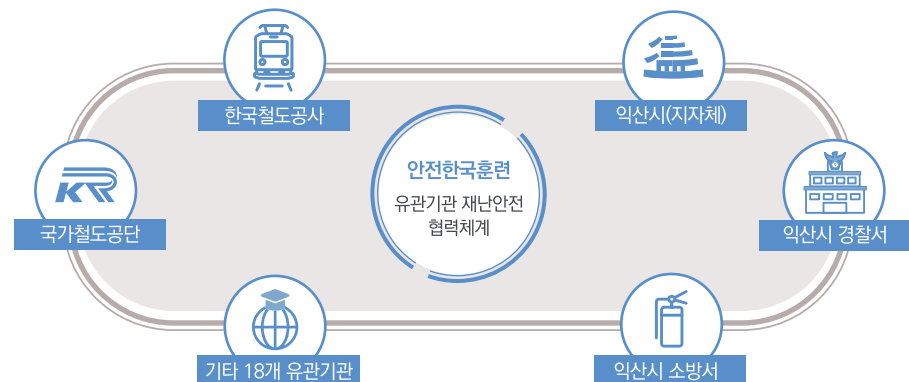 한국철도공사
익산시(지자체)
안전한국훈련
유관기관 재난안전
협력체계
KR
국가철도공단
익산시 경찰서
기타 18개 유관기관
익산시 소방서